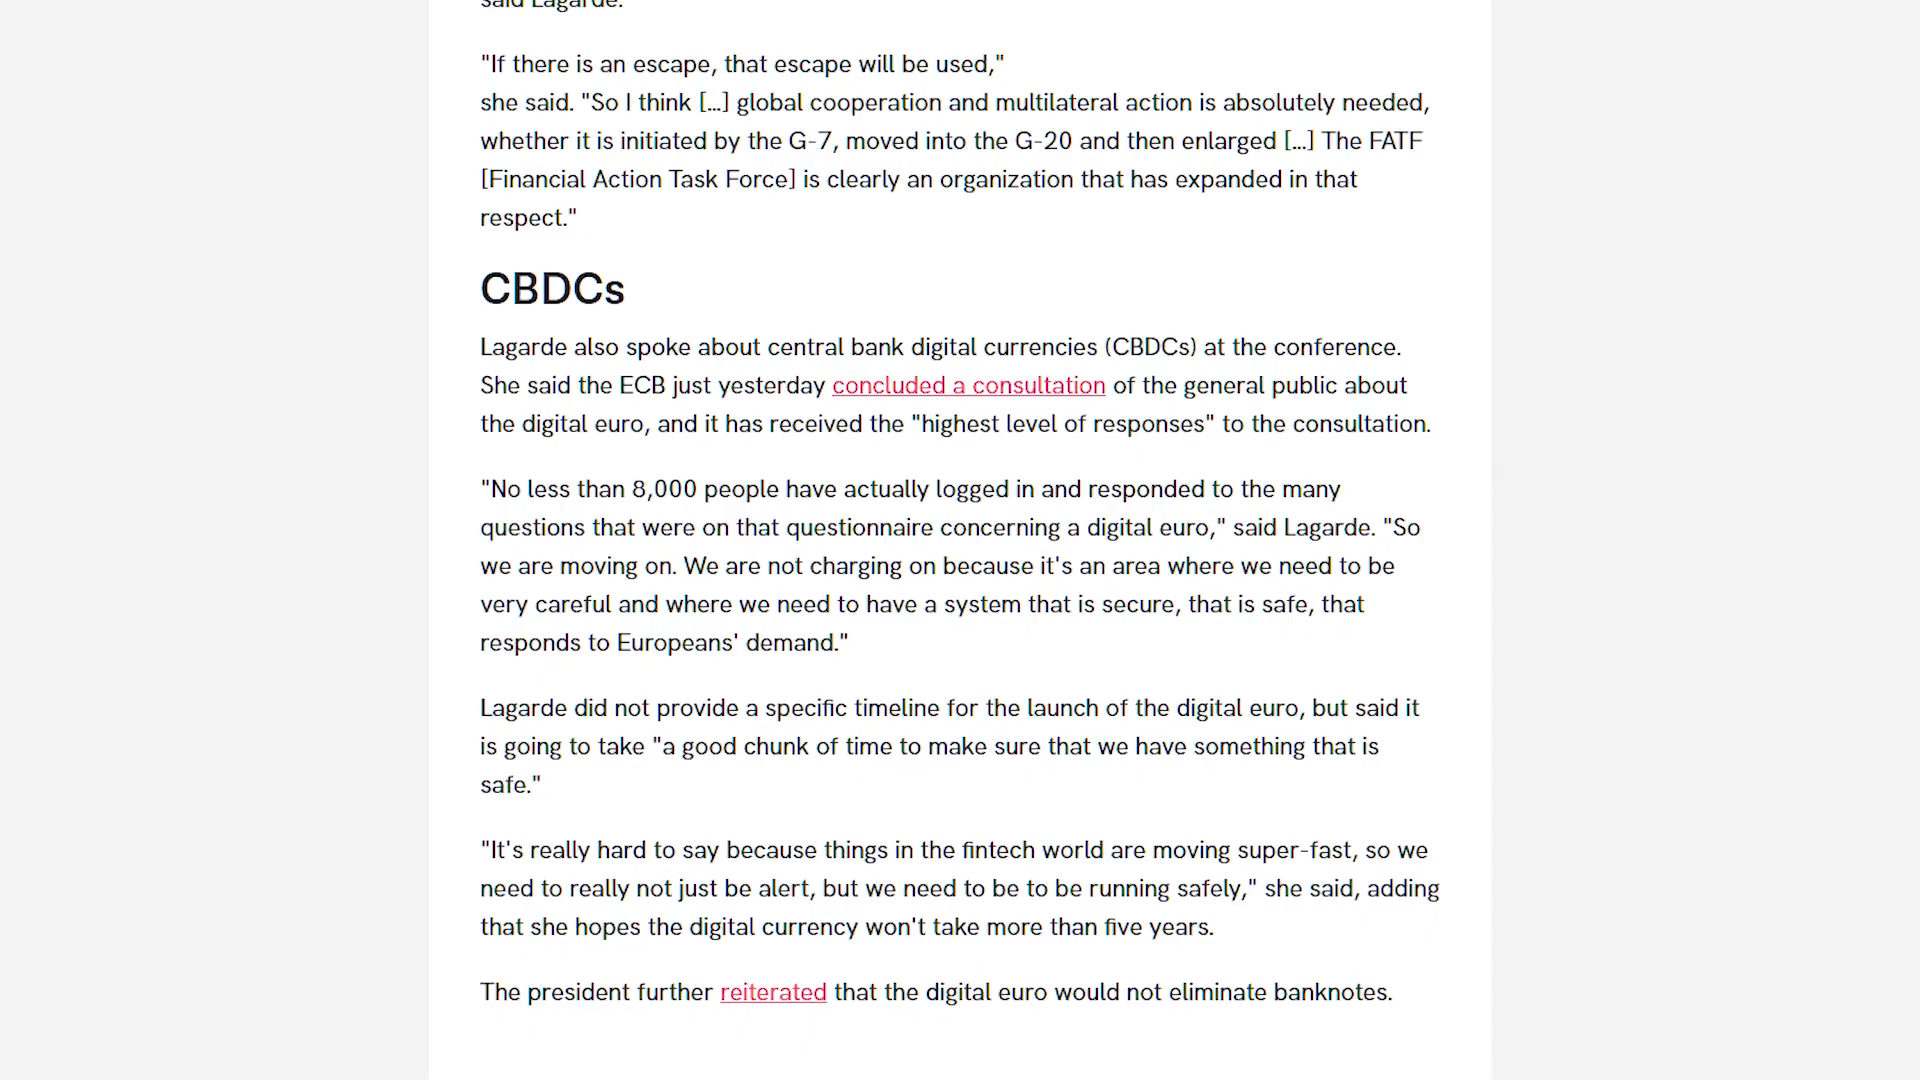 said Lagarde.
"If there is an escape, that escape will be used,"
she said. "So I think [...] global cooperation and multilateral action is absolutely needed,
whether it is initiated by the G-7, moved into the G-20 and then enlarged [...] The FATF
[Financial Action Task Force] is clearly an organization that has expanded in that
respect."
CBDCs
Lagarde also spoke about central bank digital currencies (CBDCs) at the conference.
She said the ECB just yesterday concluded a consultation of the general public about
the digital euro, and it has received the "highest level of responses" to the consultation.
"No less than 8,000 people have actually logged in and responded to the many
questions that were on that questionnaire concerning a digital euro," said Lagarde. "So
we are moving on. We are not charging on because it's an area where we need to be
very careful and where we need to have a system that is secure, that is safe, that
responds to Europeans' demand."
Lagarde did not provide a specific timeline for the launch of the digital euro, but said it
is going to take "a good chunk of time to make sure that we have something that is
safe."
"It's really hard to say because things in the fintech world are moving super-fast, so we
need to really not just be alert, but we need to be to be running safely," she said, adding
that she hopes the digital currency won't take more than five years.
The president further reiterated that the digital euro would not eliminate banknotes.